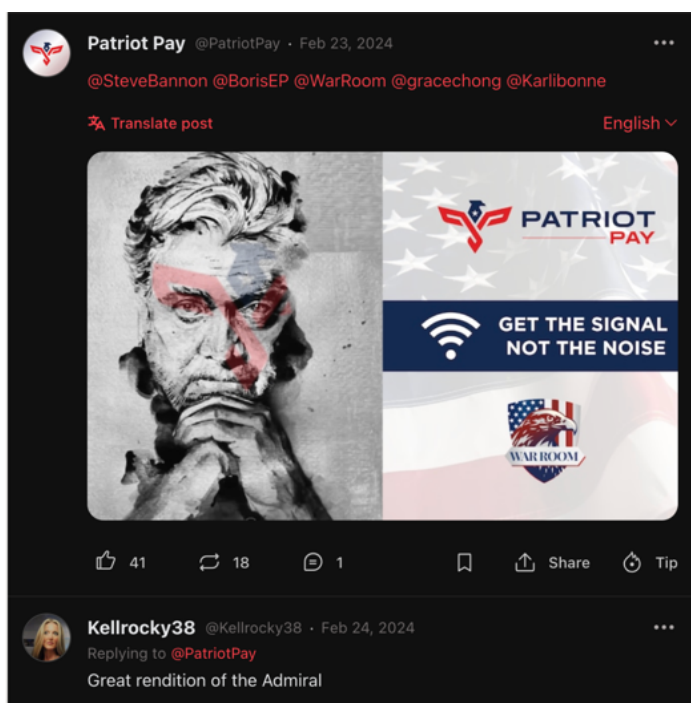 Patriot Pay @PatriotPay · Feb 23, 2024
@SteveBannon @BorisEP @WarRoom @gracechong @Karlibonne
Translate post English
PATRIOT
PAY
GET THE SIGNAL
NOT THE NOISE
WAR ROOM
41 18 1 Share Tip
Kellrocky38 @Kellrocky38 · Feb 24, 2024
Replying to @PatriotPay
Great rendition of the Admiral